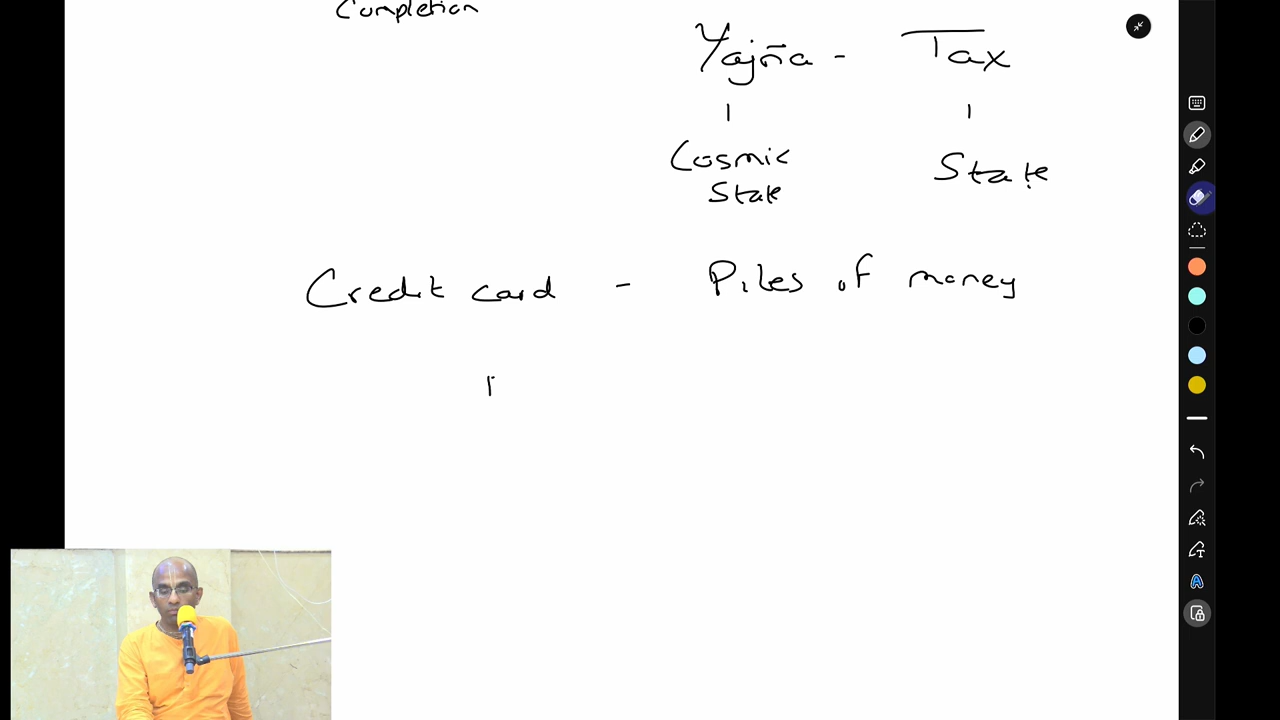 Completion
Yajña - Tax
Cosmic State
State
Credit card - Piles of money